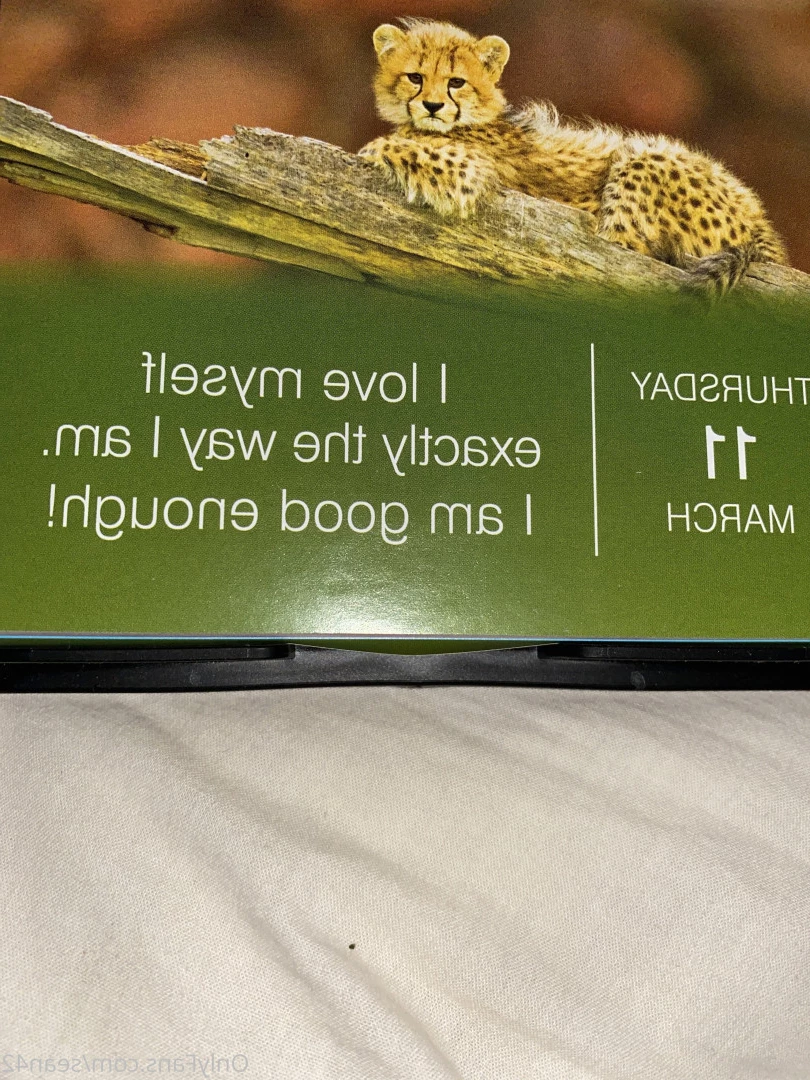 I love myself
exactly the way I am.
I am good enough!
THURSDAY
11
MARCH
OnlyFans.com/sean42